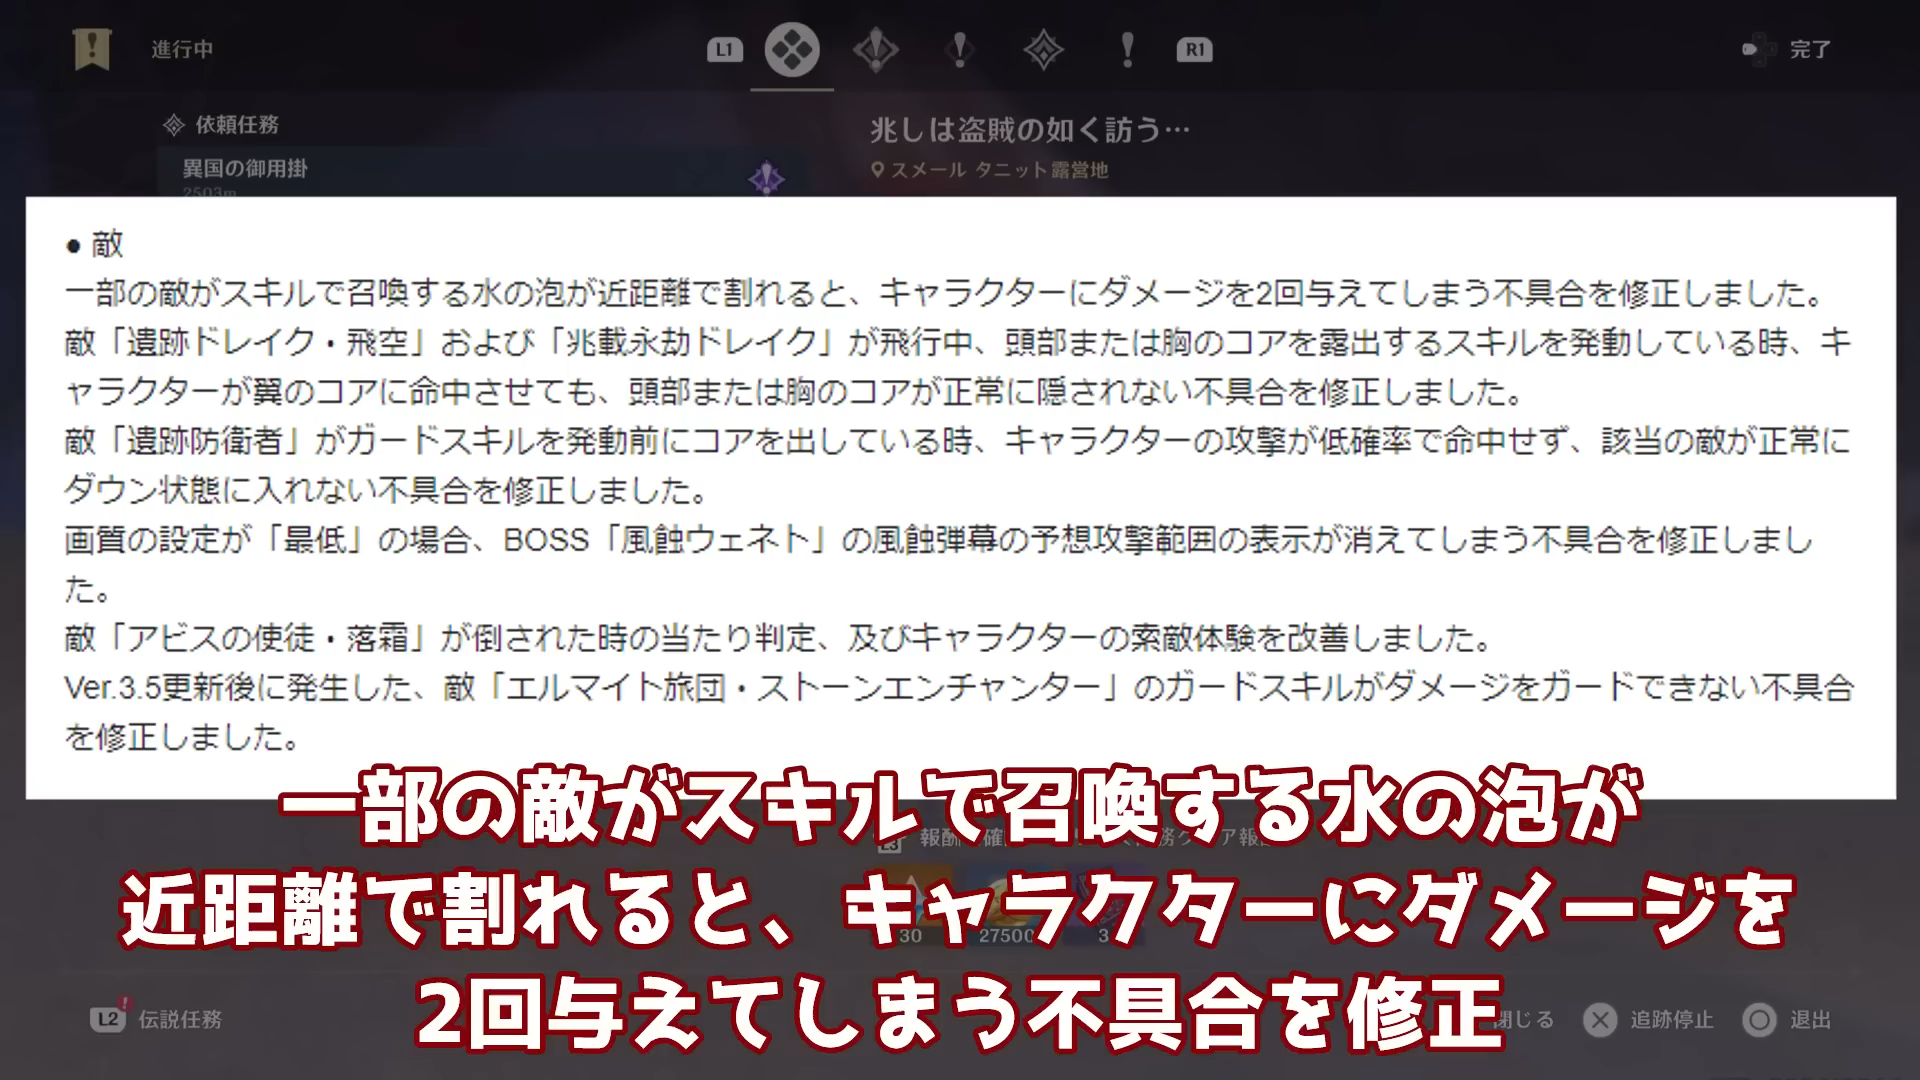 進行中
L1
R1
完了
依頼任務
異国の御用掛
2503m
兆しは盗賊の如く訪う…
スメール タニット露営地
● 敵
一部の敵がスキルで召喚する水の泡が近距離で割れると、キャラクターにダメージを2回与えてしまう不具合を修正しました。
敵「遺跡ドレイク・飛空」および「兆載永劫ドレイク」が飛行中、頭部または胸のコアを露出するスキルを発動している時、キ
ャラクターが翼のコアに命中させても、頭部または胸のコアが正常に隠されない不具合を修正しました。
敵「遺跡防衛者」がガードスキルを発動前にコアを出している時、キャラクターの攻撃が低確率で命中せず、該当の敵が正常に
ダウン状態に入れない不具合を修正しました。
画質の設定が「最低」の場合、BOSS「風蝕ウェネト」の風蝕弾幕の予想攻撃範囲の表示が消えてしまう不具合を修正しまし
た。
敵「アビスの使徒・落霜」が倒された時の当たり判定、及びキャラクターの索敵体験を改善しました。
Ver.3.5更新後に発生した、敵「エルマイト旅団・ストーンエンチャンター」のガードスキルがダメージをガードできない不具合
を修正しました。
一部の敵がスキルで召喚する水の泡が
近距離で割れると、キャラクターにダメージを
2回与えてしまう不具合を修正
30
27500
3
L2 伝説任務
閉じる
追跡停止
退出